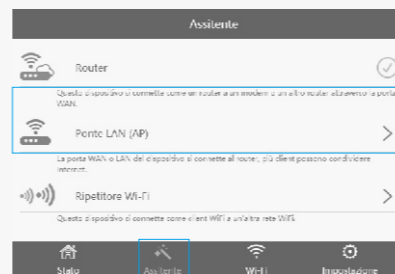 Assitente
Router
Questo dispositivo si connette come un router a un modem o un altro router attraverso la porta
WAN.
Ponte LAN (AP)
La porta WAN o LAN del dispositivo si connette al router, più client possono condividere
internet.
Ripetitore Wi-Fi
Questo dispositivo si connette come client WiFi a un'altra rete WiFi.
Stato
Assitente
Wi-Fi
Impostazione